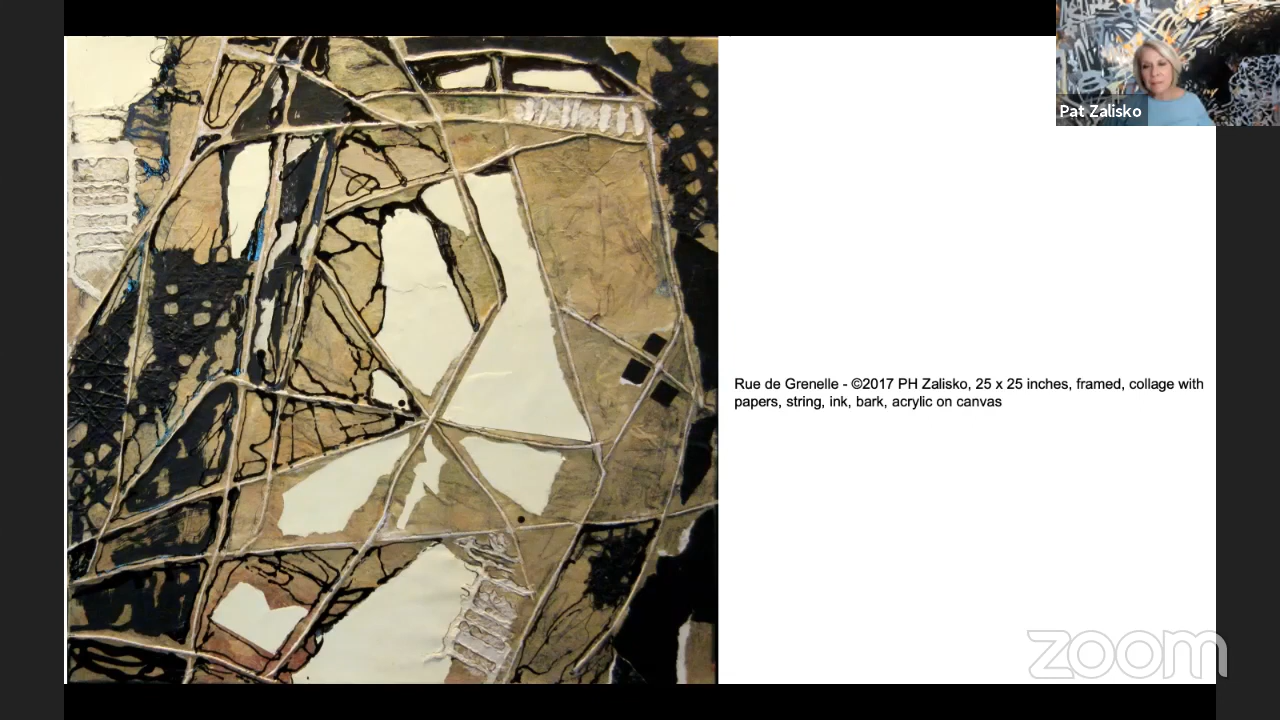 Pat Zalisko
Rue de Grenelle - ©2017 PH Zalisko, 25 x 25 inches, framed, collage with
papers, string, ink, bark, acrylic on canvas
zoom